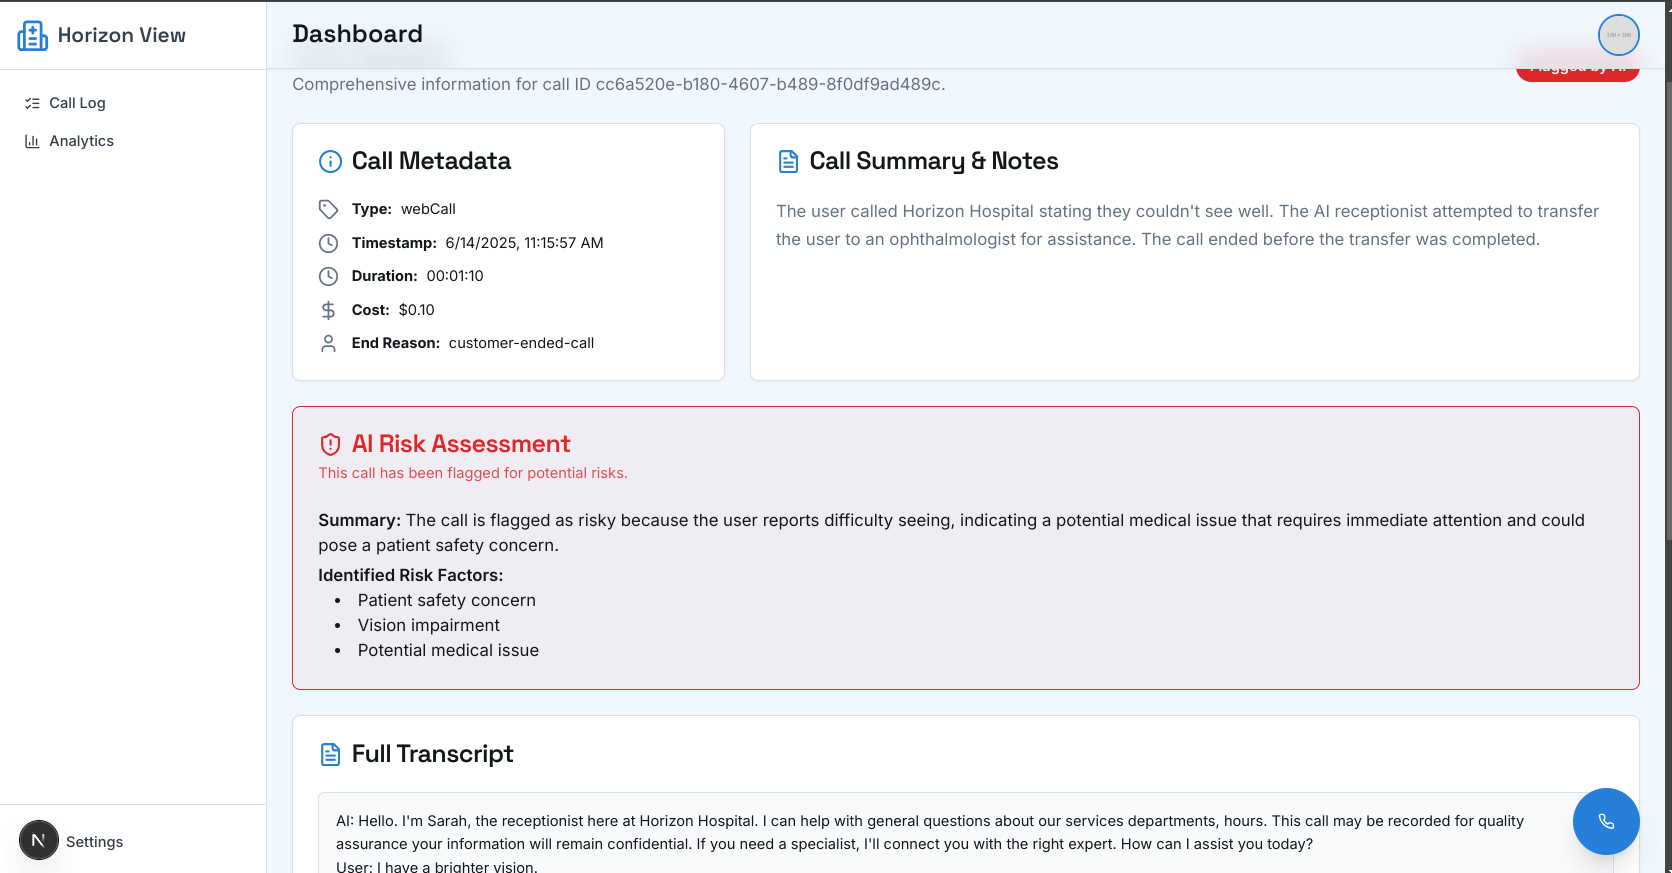 Horizon View
Dashboard
100 × 100
Call Log
Analytics
Flagged by AI
Comprehensive information for call ID cc6a520e-b180-4607-b489-8f0df9ad489c.
Call Metadata
Type: webCall
Timestamp: 6/14/2025, 11:15:57 AM
Duration: 00:01:10
Cost: $0.10
End Reason: customer-ended-call
Call Summary & Notes
The user called Horizon Hospital stating they couldn't see well. The AI receptionist attempted to transfer
the user to an ophthalmologist for assistance. The call ended before the transfer was completed.
AI Risk Assessment
This call has been flagged for potential risks.
Summary: The call is flagged as risky because the user reports difficulty seeing, indicating a potential medical issue that requires immediate attention and could
pose a patient safety concern.
Identified Risk Factors:
• Patient safety concern
• Vision impairment
• Potential medical issue
Full Transcript
AI: Hello. I'm Sarah, the receptionist here at Horizon Hospital. I can help with general questions about our services departments, hours. This call may be recorded for quality
assurance your information will remain confidential. If you need a specialist, I'll connect you with the right expert. How can I assist you today?
User: I have a brighter vision.
N
Settings